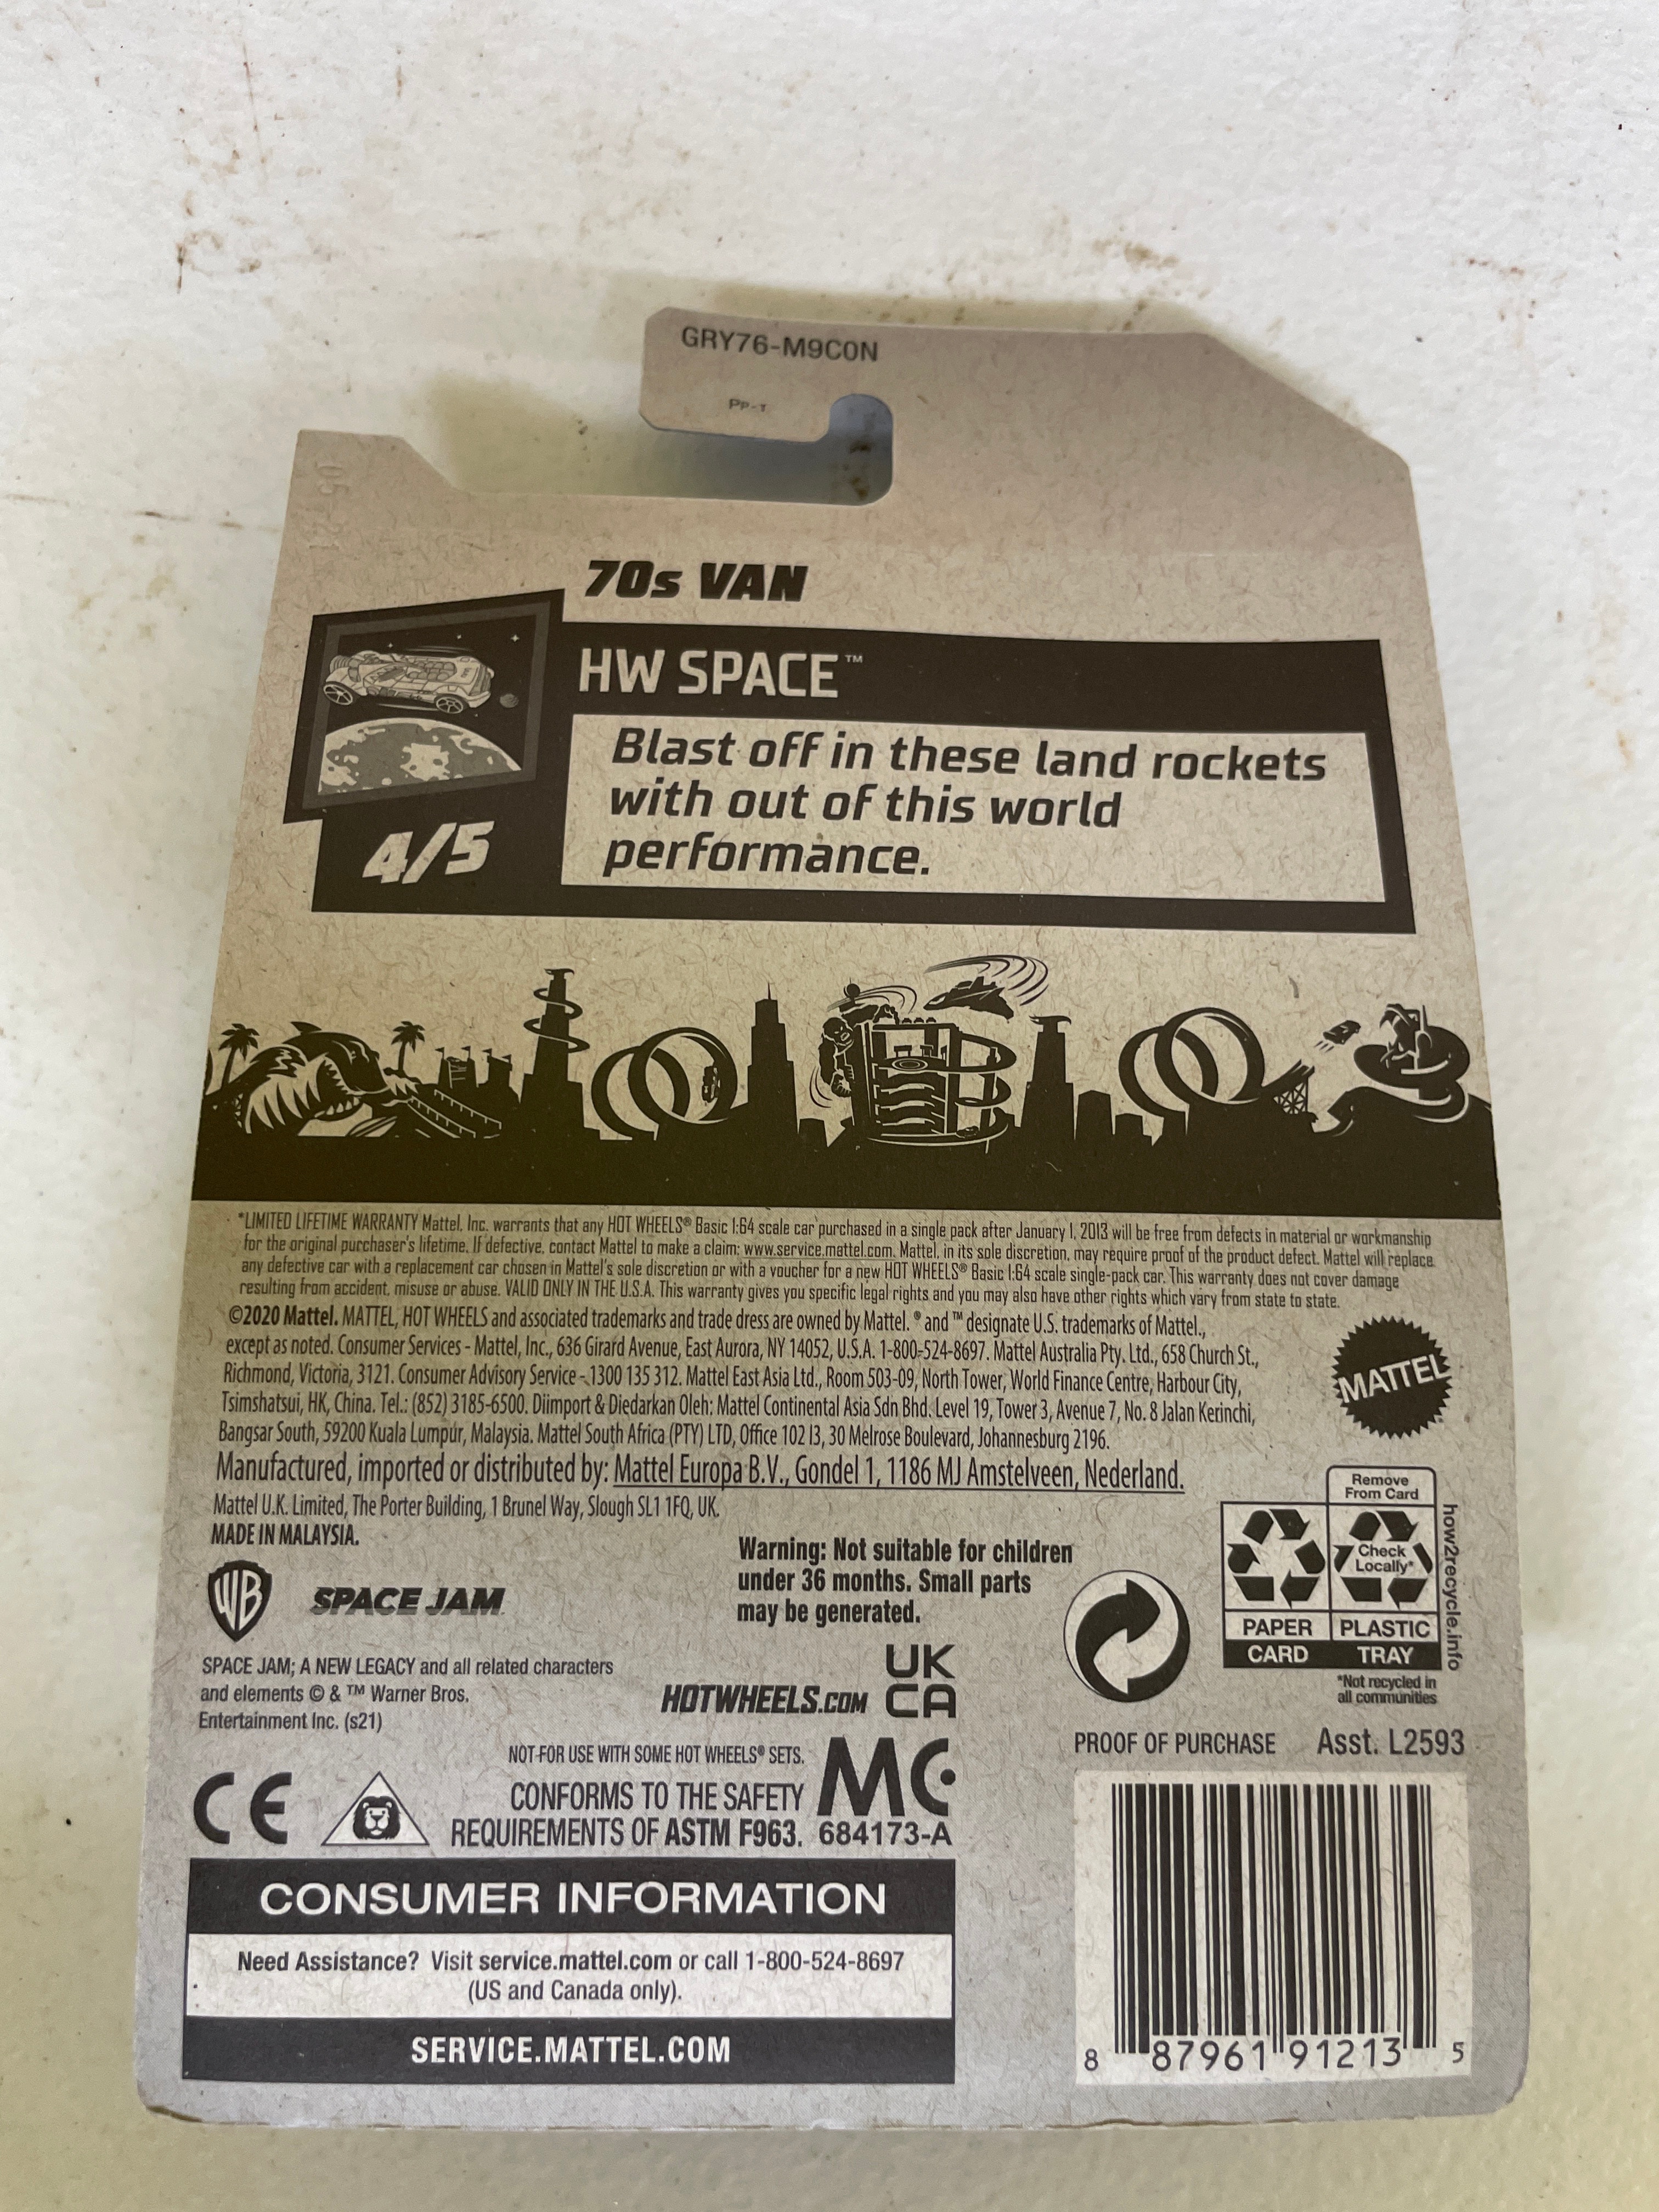 GRY76-M9C0N
PP-T
70s VAN
HW SPACE™
Blast off in these land rockets
with out of this world
performance.
4/5
*LIMITED LIFETIME WARRANTY Mattel, Inc. warrants that any HOT WHEELS® Basic 1:64 scale car purchased in a single pack after January 1, 2013 will be free from defects in material or workmanship
for the original purchaser's lifetime. If defective, contact Mattel to make a claim: www.service.mattel.com. Mattel, in its sole discretion, may require proof of the product defect. Mattel will replace
any defective car with a replacement car chosen in Mattel's sole discretion or with a voucher for a new HOT WHEELS® Basic 1:64 scale single-pack car. This warranty does not cover damage
resulting from accident, misuse or abuse. VALID ONLY IN THE U.S.A. This warranty gives you specific legal rights and you may also have other rights which vary from state to state.
©2020 Mattel. MATTEL, HOT WHEELS and associated trademarks and trade dress are owned by Mattel. ® and ™ designate U.S. trademarks of Mattel.,
except as noted. Consumer Services - Mattel, Inc., 636 Girard Avenue, East Aurora, NY 14052, U.S.A. 1-800-524-8697. Mattel Australia Pty. Ltd., 658 Church St.,
Richmond, Victoria, 3121. Consumer Advisory Service - 1300 135 312. Mattel East Asia Ltd., Room 503-09, North Tower, World Finance Centre, Harbour City,
Tsimshatsui, HK, China. Tel.: (852) 3185-6500. Diimport & Diedarkan Oleh: Mattel Continental Asia Sdn Bhd. Level 19, Tower 3, Avenue 7, No. 8 Jalan Kerinchi,
Bangsar South, 59200 Kuala Lumpur, Malaysia. Mattel South Africa (PTY) LTD, Office 102 I3, 30 Melrose Boulevard, Johannesburg 2196.
Manufactured, imported or distributed by: Mattel Europa B.V., Gondel 1, 1186 MJ Amstelveen, Nederland.
Mattel U.K. Limited, The Porter Building, 1 Brunel Way, Slough SL1 1FQ, UK.
MADE IN MALAYSIA.
MATTEL
Remove
From Card
Check
Locally*
PAPER
PLASTIC
CARD
TRAY
how2recycle.info
*Not recycled in
all communities
Warning: Not suitable for children
under 36 months. Small parts
may be generated.
WB
SPACE JAM
SPACE JAM; A NEW LEGACY and all related characters
and elements © & ™ Warner Bros.
Entertainment Inc. (s21)
HOTWHEELS.COM
UK
CA
NOT FOR USE WITH SOME HOT WHEELS® SETS.
CONFORMS TO THE SAFETY
REQUIREMENTS OF ASTM F963.
CE
MC
684173-A
PROOF OF PURCHASE Asst. L2593
CONSUMER INFORMATION
Need Assistance? Visit service.mattel.com or call 1-800-524-8697
(US and Canada only).
SERVICE.MATTEL.COM
8 87961 91213 5